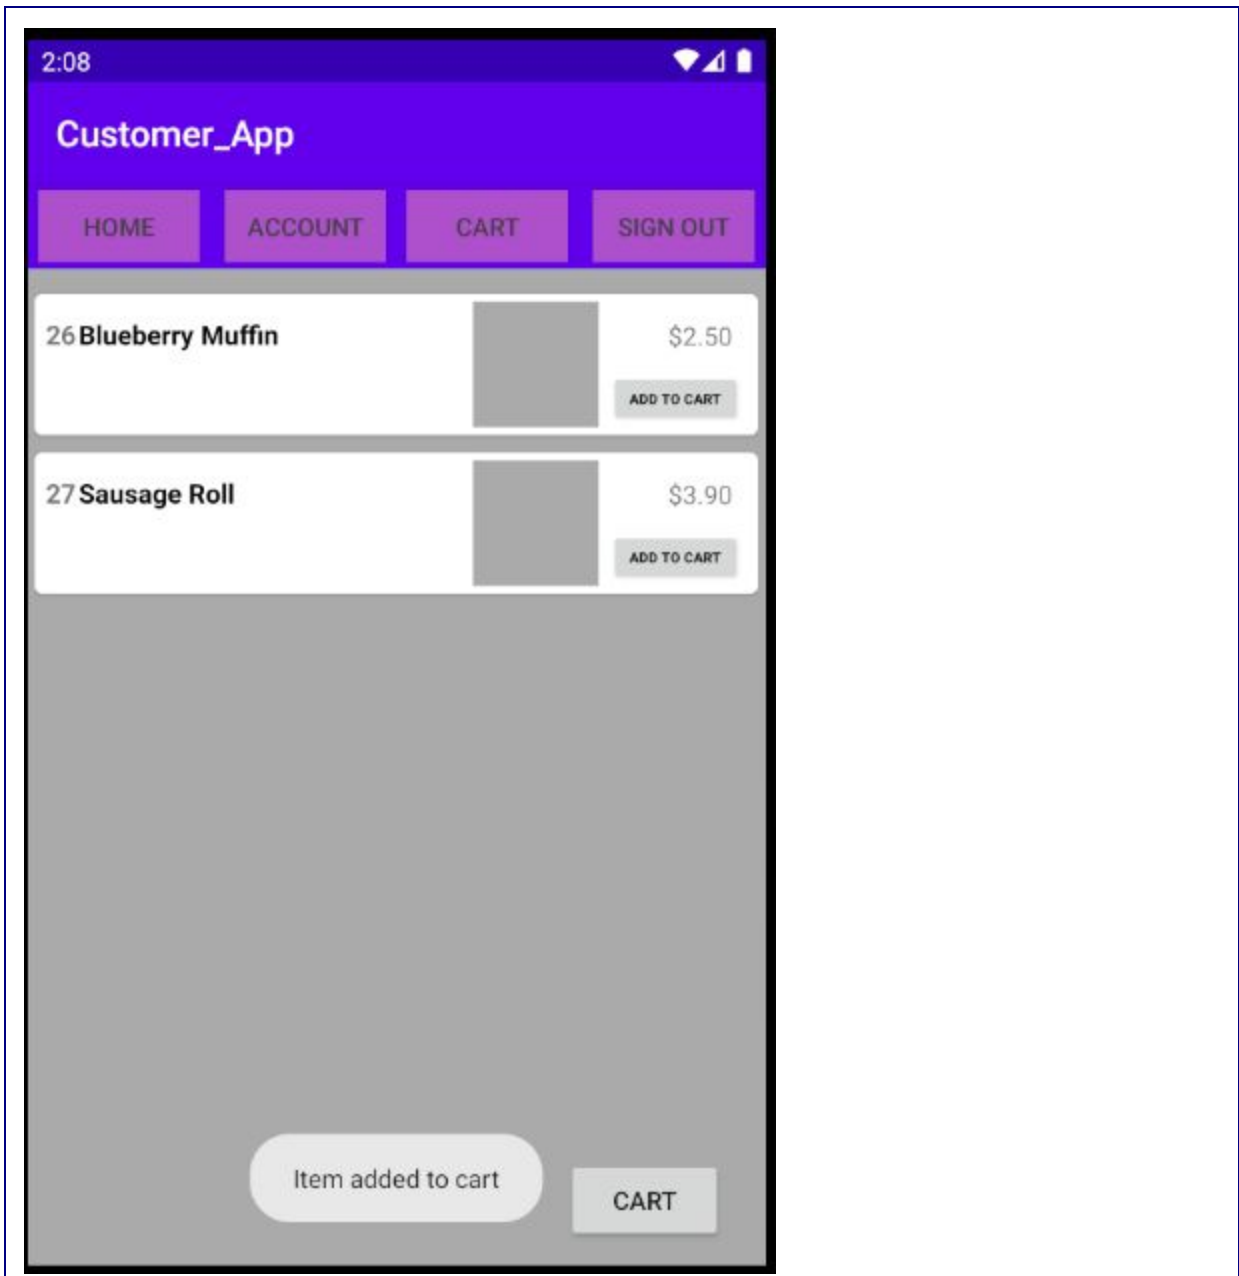 2:08
Customer_App
HOME ACCOUNT CART SIGN OUT
26 Blueberry Muffin $2.50
ADD TO CART
27 Sausage Roll $3.90
ADD TO CART
Item added to cart
CART